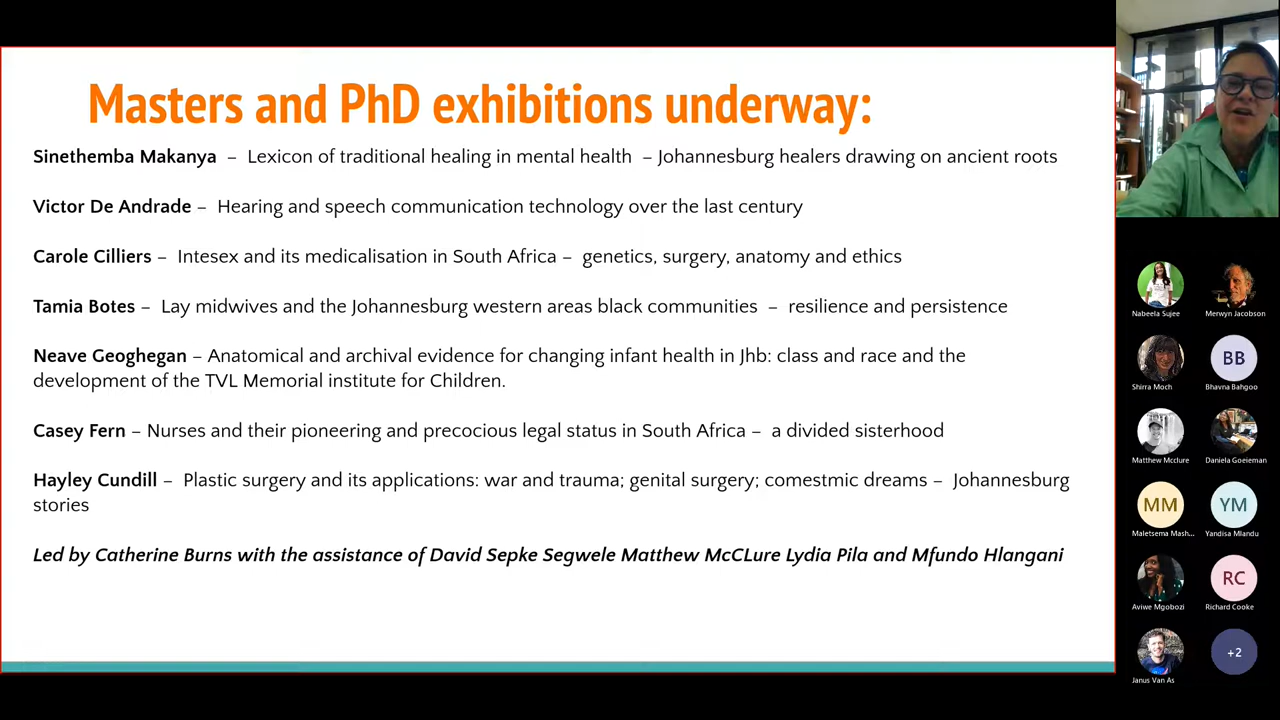 Masters and PhD exhibitions underway:
Sinethemba Makanya – Lexicon of traditional healing in mental health – Johannesburg healers drawing on ancient roots
Victor De Andrade – Hearing and speech communication technology over the last century
Carole Cilliers – Intesex and its medicalisation in South Africa – genetics, surgery, anatomy and ethics
Tamia Botes – Lay midwives and the Johannesburg western areas black communities – resilience and persistence
Neave Geoghegan – Anatomical and archival evidence for changing infant health in Jhb: class and race and the
development of the TVL Memorial institute for Children.
Casey Fern – Nurses and their pioneering and precocious legal status in South Africa – a divided sisterhood
Hayley Cundill – Plastic surgery and its applications: war and trauma; genital surgery; comestmic dreams – Johannesburg
stories
Led by Catherine Burns with the assistance of David Sepke Segwele Matthew McCLure Lydia Pila and Mfundo Hlangani
Nabeela Sujee
Merwyn Jacobson
Shirra Moch
BB
Bhavna Bahgoo
Matthew Mcclure
Daniela Goeieman
MM
Maletsema Mash...
YM
Yandisa Mlandu
Aviwe Mgobozi
RC
Richard Cooke
Janus Van As
+2